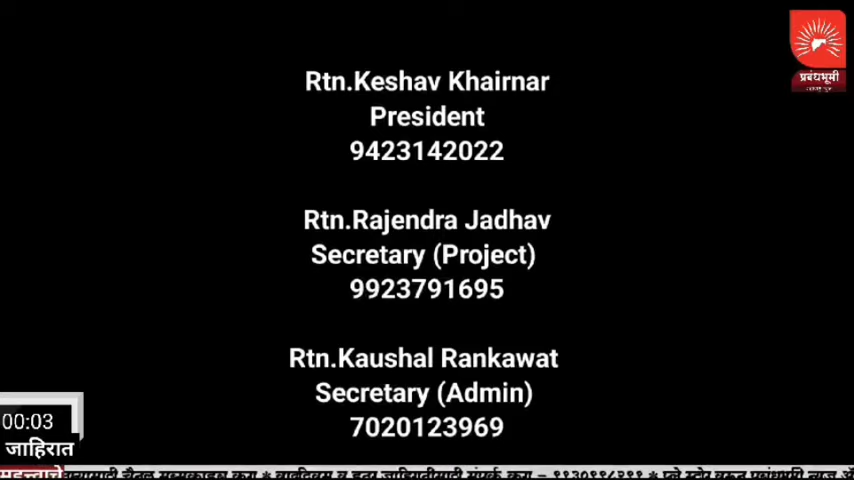 प्रबंधभूमी
Rtn.Keshav Khairnar
President
9423142022
Rtn.Rajendra Jadhav
Secretary (Project)
9923791695
Rtn.Kaushal Rankawat
Secretary (Admin)
7020123969
00:03
जाहिरात